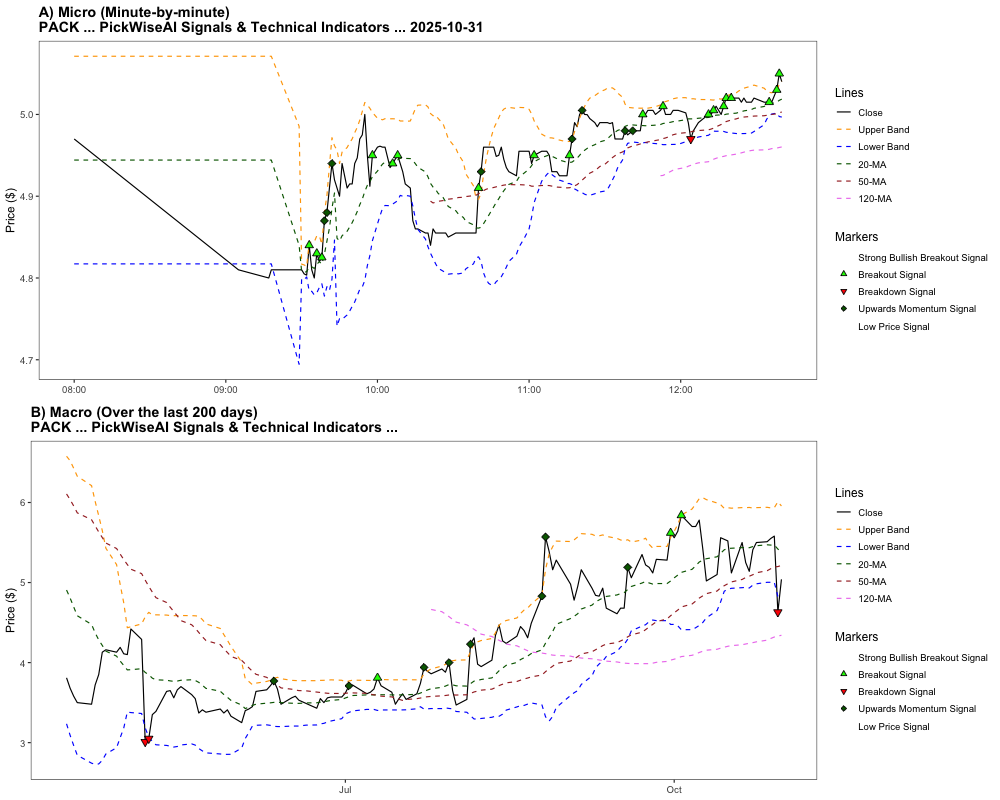 A) Micro (Minute-by-minute)
PACK ... PickWiseAI Signals & Technical Indicators ... 2025-10-31
Price ($)
5.0
4.9
4.8
4.7
08:00
09:00
10:00
11:00
12:00
Lines
Close
Upper Band
Lower Band
20-MA
50-MA
120-MA
Markers
Strong Bullish Breakout Signal
Breakout Signal
Breakdown Signal
Upwards Momentum Signal
Low Price Signal
B) Macro (Over the last 200 days)
PACK ... PickWiseAI Signals & Technical Indicators ...
Price ($)
6
5
4
3
Jul
Oct
Lines
Close
Upper Band
Lower Band
20-MA
50-MA
120-MA
Markers
Strong Bullish Breakout Signal
Breakout Signal
Breakdown Signal
Upwards Momentum Signal
Low Price Signal